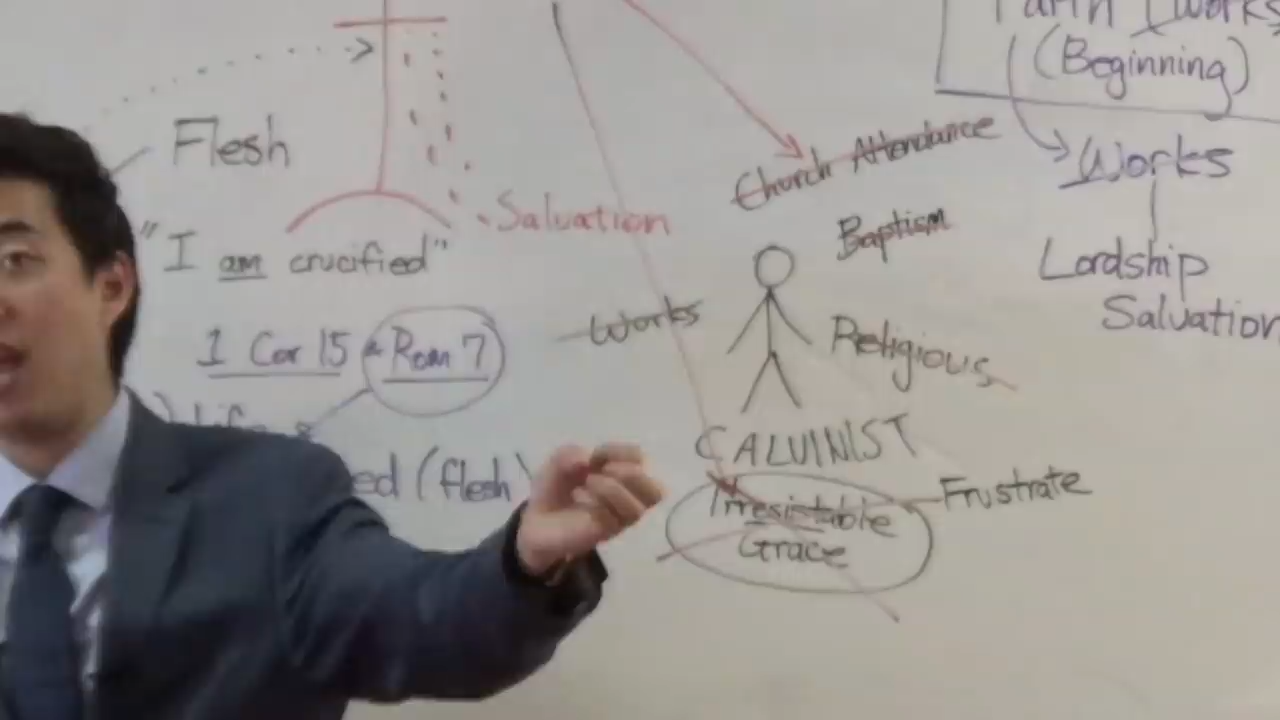 Faith (Works
(Beginning)
Works
Lordship
Salvation
Church Attendance
Baptism
Works
Religious
CALVINIST
Irresistable
Grace
Frustrate
Flesh
Salvation
"I am crucified"
1 Cor 15 & Rom 7
(flesh)